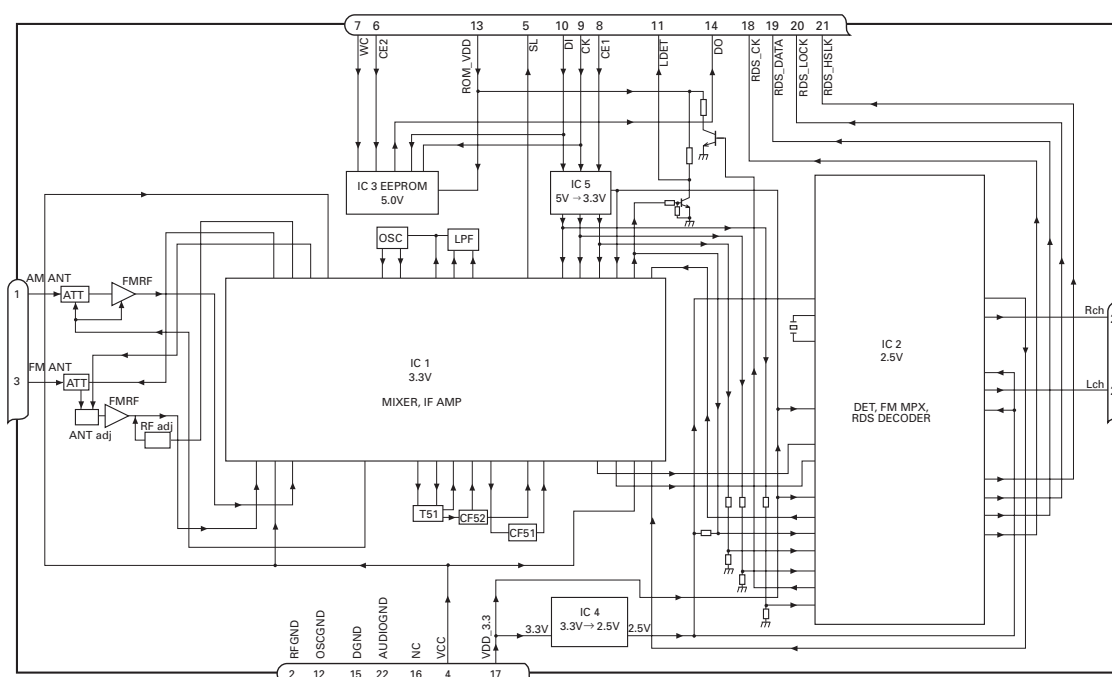 7 6 13 5 10 9 8 11 14 18 19 20 21
WC
CE2
ROM_VDD
SL
DI
CK
CE1
LDET
DO
RDS_CK
RDS_DATA
RDS_LOCK
RDS_HSLK
IC 3 EEPROM
5.0V
IC 5
5V → 3.3V
OSC
LPF
AM ANT
1
ATT
FMRF
FM ANT
3
ATT
FMRF
ANT adj
RF adj
IC 1
3.3V
MIXER, IF AMP
IC 2
2.5V
DET, FM MPX,
RDS DECODER
Rch
Lch
T51
CF52
CF51
IC 4
3.3V → 2.5V
3.3V
2.5V
RFGND
OSCGND
DGND
AUDIOGND
NC
VCC
VDD_3.3
2 12 15 22 16 4 17